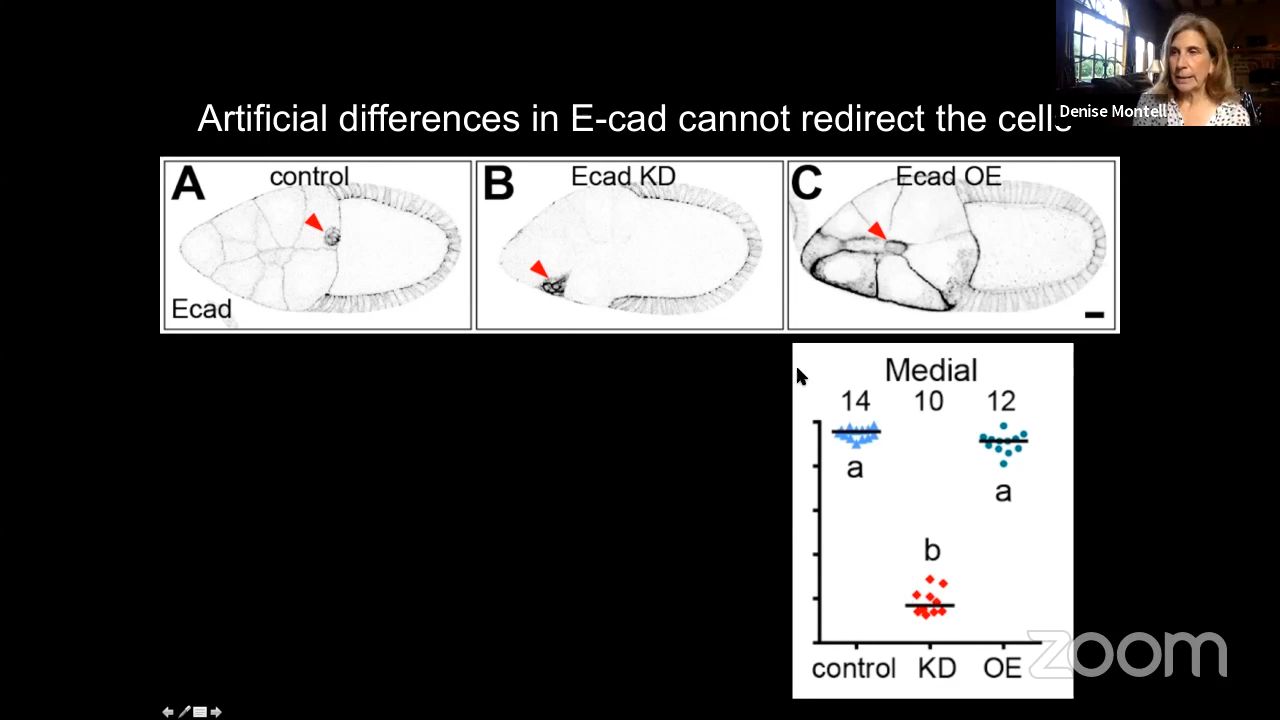 Artificial differences in E-cad cannot redirect the cells
Denise Montell
A control
B Ecad KD
C Ecad OE
Ecad
Medial
14 10 12
a
a
b
control KD OE
zoom